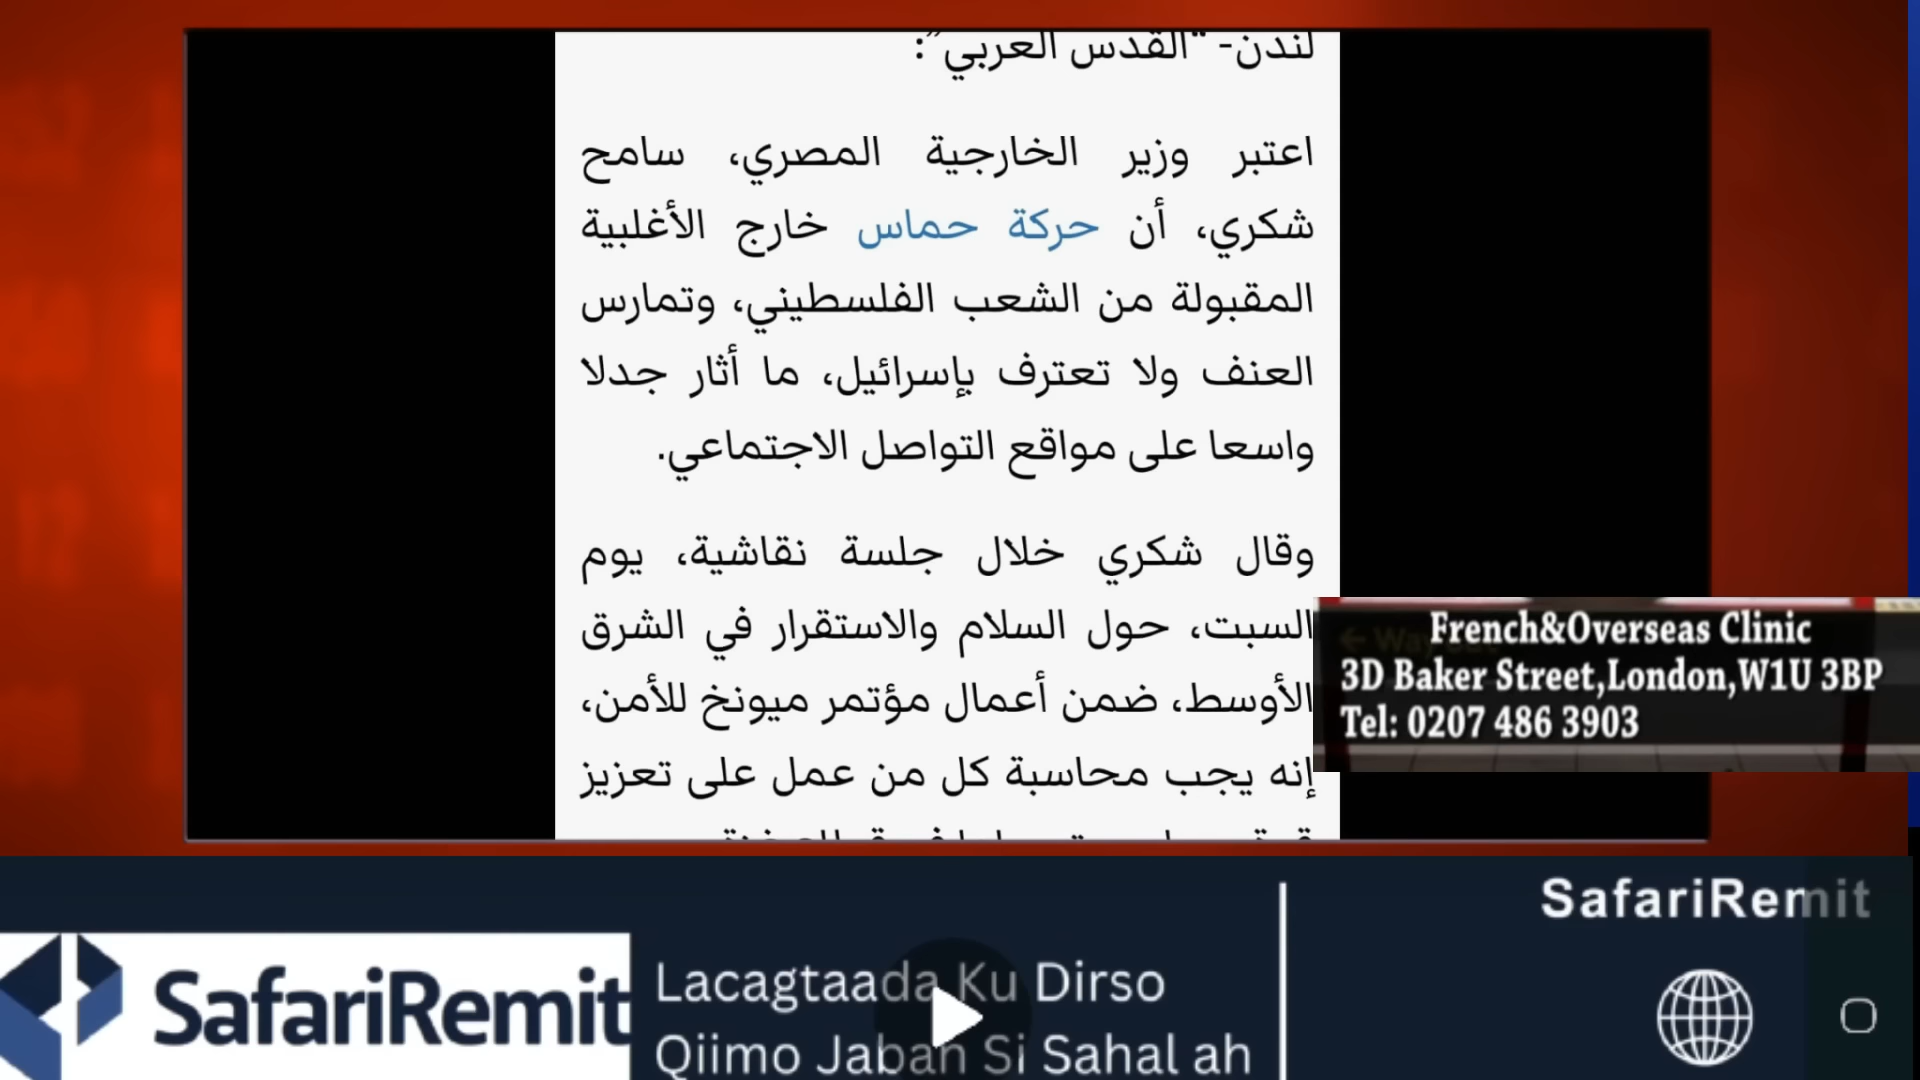 لندن- “القدس العربي”:
اعتبر وزير الخارجية المصري، سامح
شكري، أن حركة حماس خارج الأغلبية
المقبولة من الشعب الفلسطيني، وتمارس
العنف ولا تعترف بإسرائيل، ما أثار جدلا
واسعا على مواقع التواصل الاجتماعي.
وقال شكري خلال جلسة نقاشية، يوم
السبت، حول السلام والاستقرار في الشرق
الأوسط، ضمن أعمال مؤتمر ميونخ للأمن،
إنه يجب محاسبة كل من عمل على تعزيز
French&Overseas Clinic
3D Baker Street,London,W1U 3BP
Tel: 0207 486 3903
SafariRemit
SafariRemit
Lacagtaada Ku Dirso
Qiimo Jaban Si Sahal ah